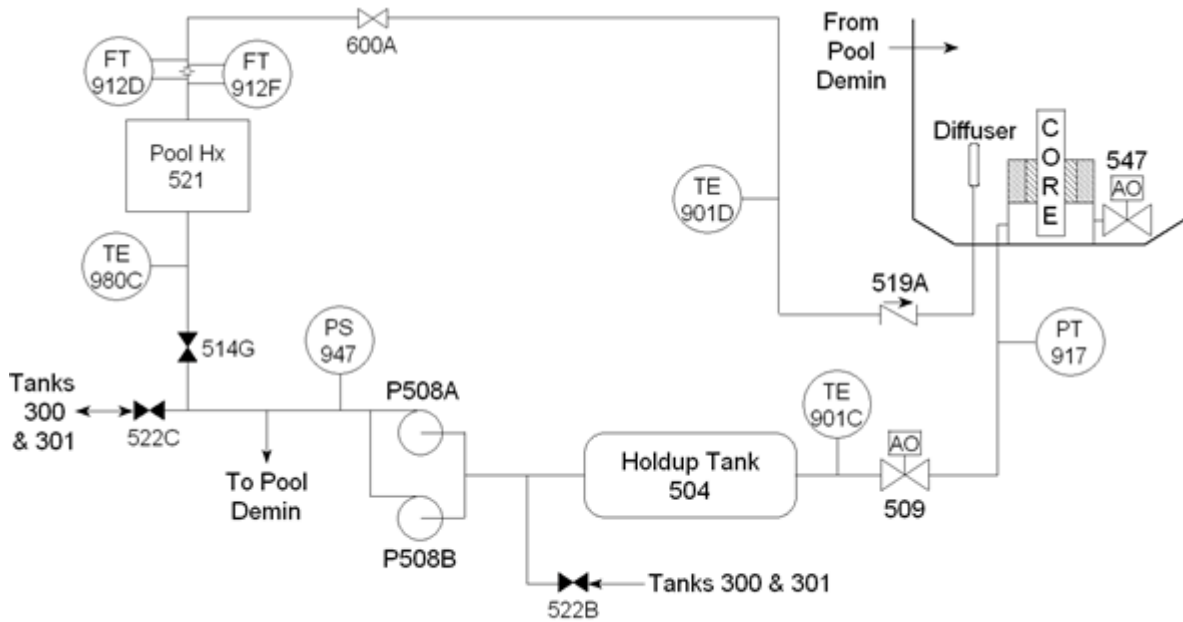 600A
FT
912D
FT
912F
From
Pool
Demin
Pool Hx
521
Diffuser
CORE
547
AO
TE
901D
TE
980C
519A
PS
947
514G
PT
917
Tanks
300
& 301
P508A
TE
901C
AO
522C
Holdup Tank
504
To Pool
Demin
509
P508B
Tanks 300 & 301
522B